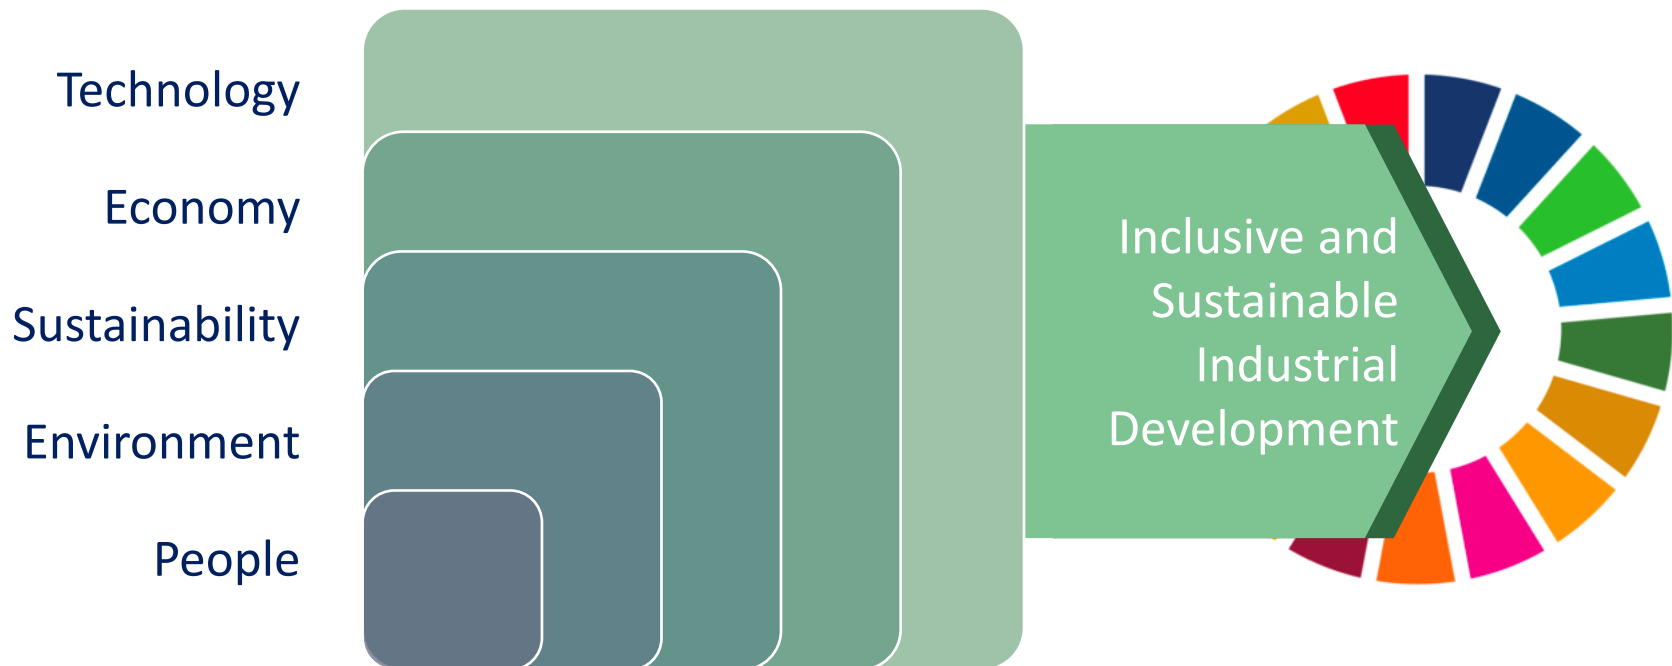 Technology
Economy
Sustainability
Environment
People
Inclusive and
Sustainable
Industrial
Development